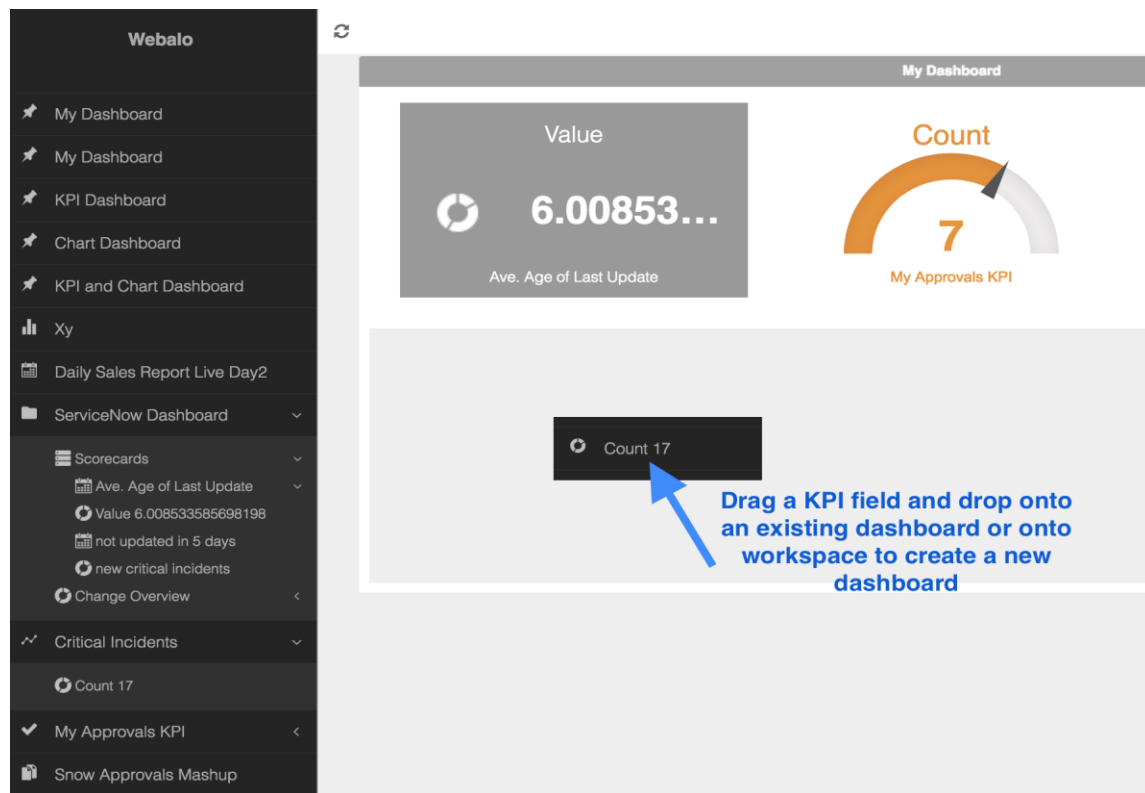 Webalo
My Dashboard
My Dashboard
KPI Dashboard
Chart Dashboard
KPI and Chart Dashboard
Xy
Daily Sales Report Live Day2
ServiceNow Dashboard
Scorecards
Ave. Age of Last Update
Value 6.008533585698198
not updated in 5 days
new critical incidents
Change Overview
Critical Incidents
Count 17
My Approvals KPI
Snow Approvals Mashup
My Dashboard
Value
6.00853...
Ave. Age of Last Update
Count
7
My Approvals KPI
Count 17
Drag a KPI field and drop onto
an existing dashboard or onto
workspace to create a new
dashboard